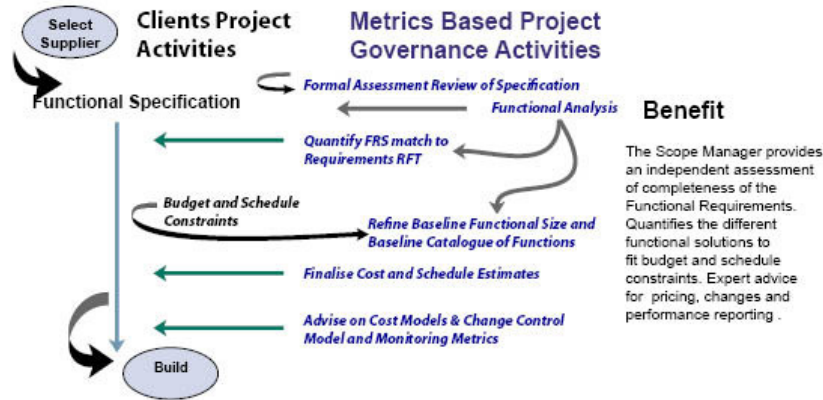 Select
Supplier
Clients Project
Activities
Metrics Based Project
Governance Activities
Formal Assessment Review of Specification
Functional Specification
Functional Analysis
Benefit
Quantify FRS match to
Requirements RFT
The Scope Manager provides
an independent assessment
of completeness of the
Functional Requirements.
Quantifies the different
functional solutions to
fit budget and schedule
constraints. Expert advice
for pricing, changes and
performance reporting .
Budget and Schedule
Constraints
Refine Baseline Functional Size and
Baseline Catalogue of Functions
Finalise Cost and Schedule Estimates
Advise on Cost Models & Change Control
Model and Monitoring Metrics
Build